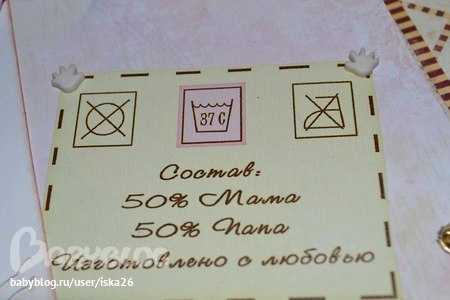 37 C
Состав:
50% Мама
50% Папа
Изготовлено с любовью
babyblog.ru/user/iska26